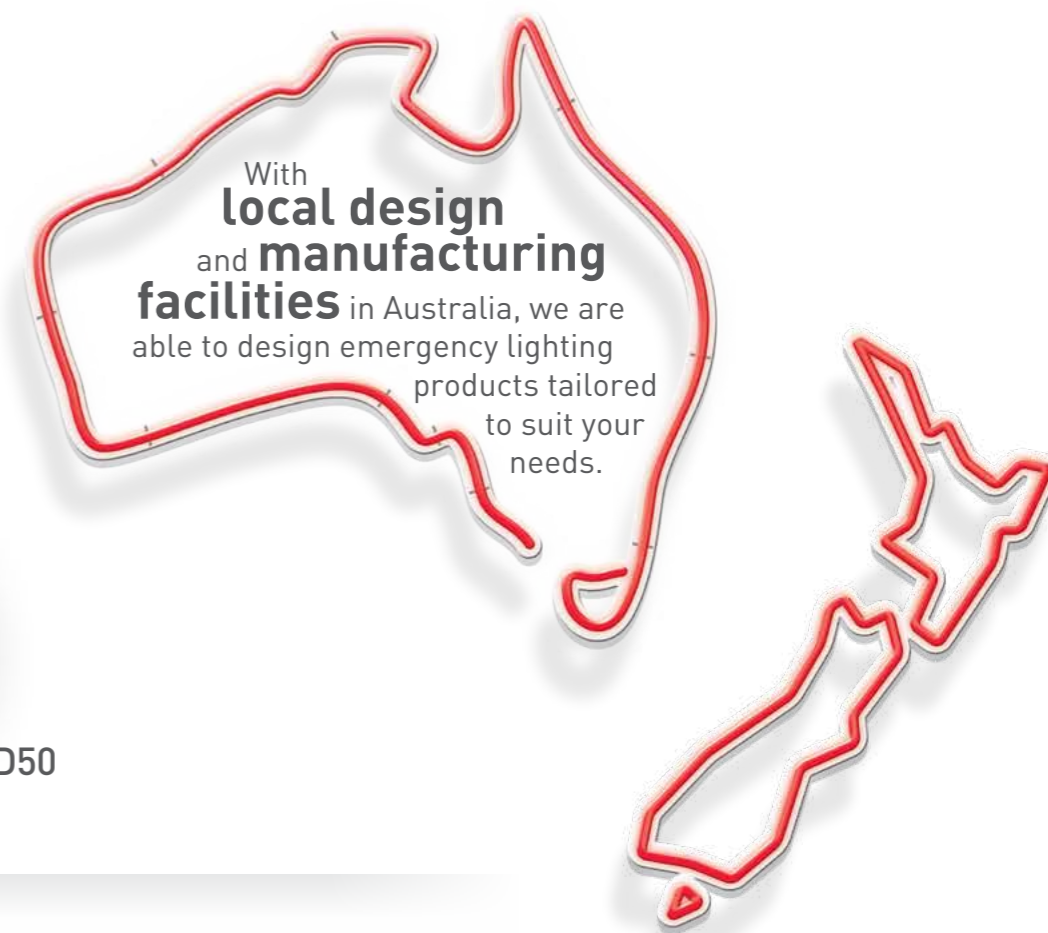 With
local design
and manufacturing
facilities in Australia, we are
able to design emergency lighting
products tailored
to suit your
needs.
D50